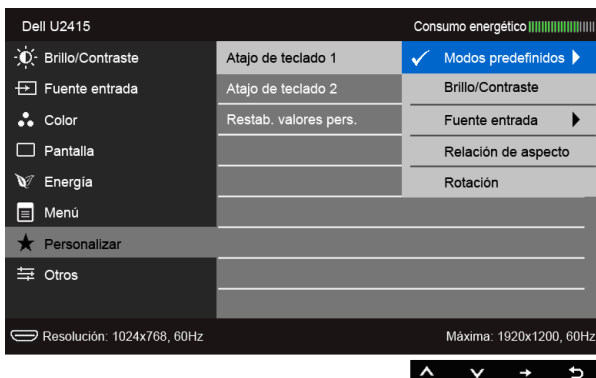 Dell U2415 Consumo energético
Brillo/Contraste Atajo de teclado 1 Modos predefinidos
Fuente entrada Atajo de teclado 2 Brillo/Contraste
Color Restab. valores pers. Fuente entrada
Pantalla Relación de aspecto
Energía Rotación
Menú
Personalizar
Otros
Resolución: 1024x768, 60Hz Máxima: 1920x1200, 60Hz